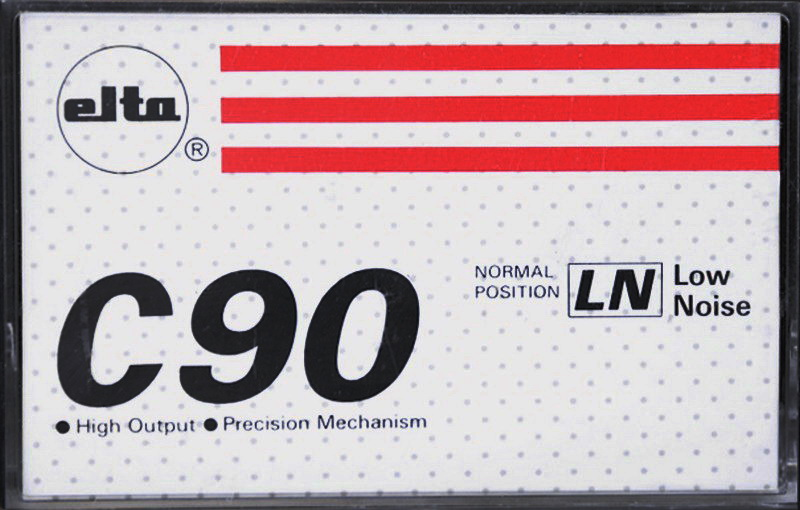 elta
®
C90
NORMAL
POSITION
LN
Low
Noise
● High Output ● Precision Mechanism